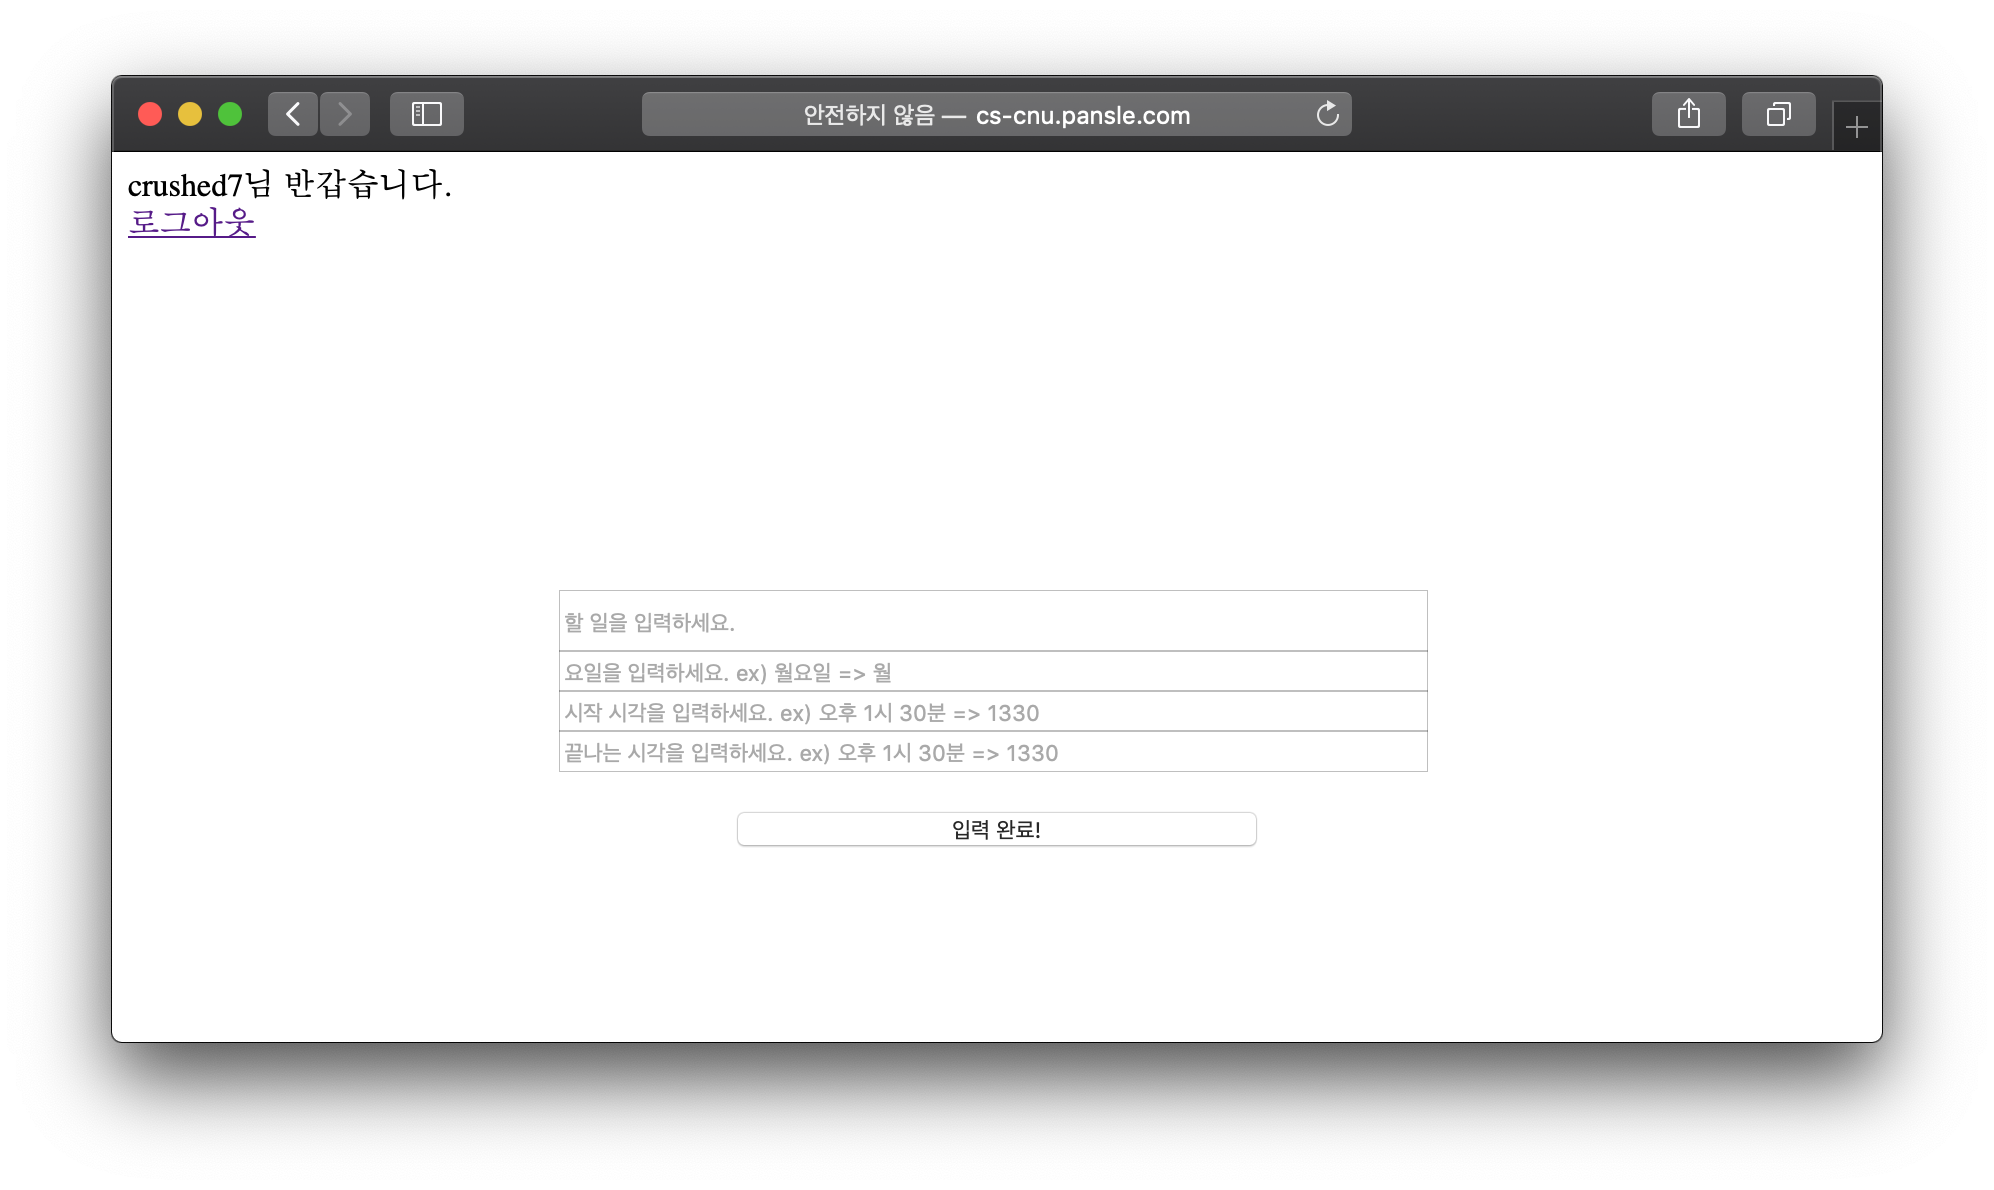 안전하지 않음 — cs-cnu.pansle.com
crushed7님 반갑습니다.
로그아웃
할 일을 입력하세요.
요일을 입력하세요. ex) 월요일 => 월
시작 시각을 입력하세요. ex) 오후 1시 30분 => 1330
끝나는 시각을 입력하세요. ex) 오후 1시 30분 => 1330
입력 완료!